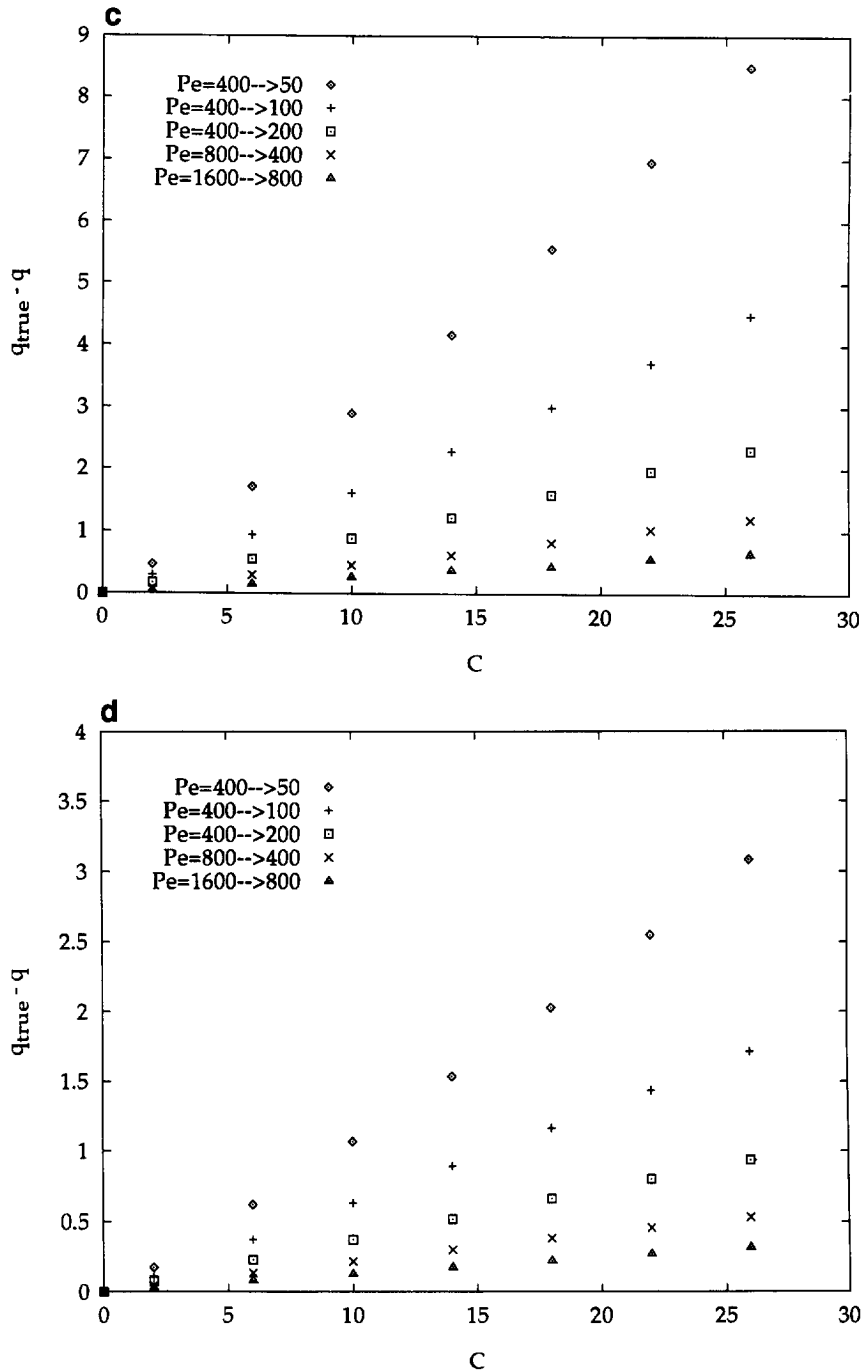 c
9
8
7
6
5
4
3
2
1
0
Pe=400-->50
Pe=400-->100
Pe=400-->200
Pe=800-->400
Pe=1600-->800
qtrue - q
0 5 10 15 20 25 30
C
d
4
3.5
3
2.5
2
1.5
1
0.5
0
Pe=400-->50
Pe=400-->100
Pe=400-->200
Pe=800-->400
Pe=1600-->800
qtrue - q
0 5 10 15 20 25 30
C